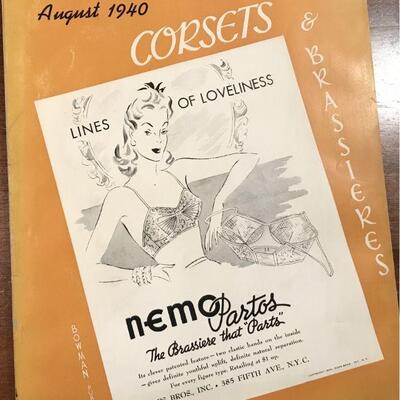 August 1940
CORSETS
& BRASSIERES
LINES OF LOVELINESS
nemo Partos
The Brassiere that "Parts"
Its clever patented feature – two elastic bands on the inside
– gives definite youthful uplift, definite natural separation.
For every figure type. Retailing at $1 up.
BROS., INC. • 385 FIFTH AVE., N.Y.C.
BOWMAN